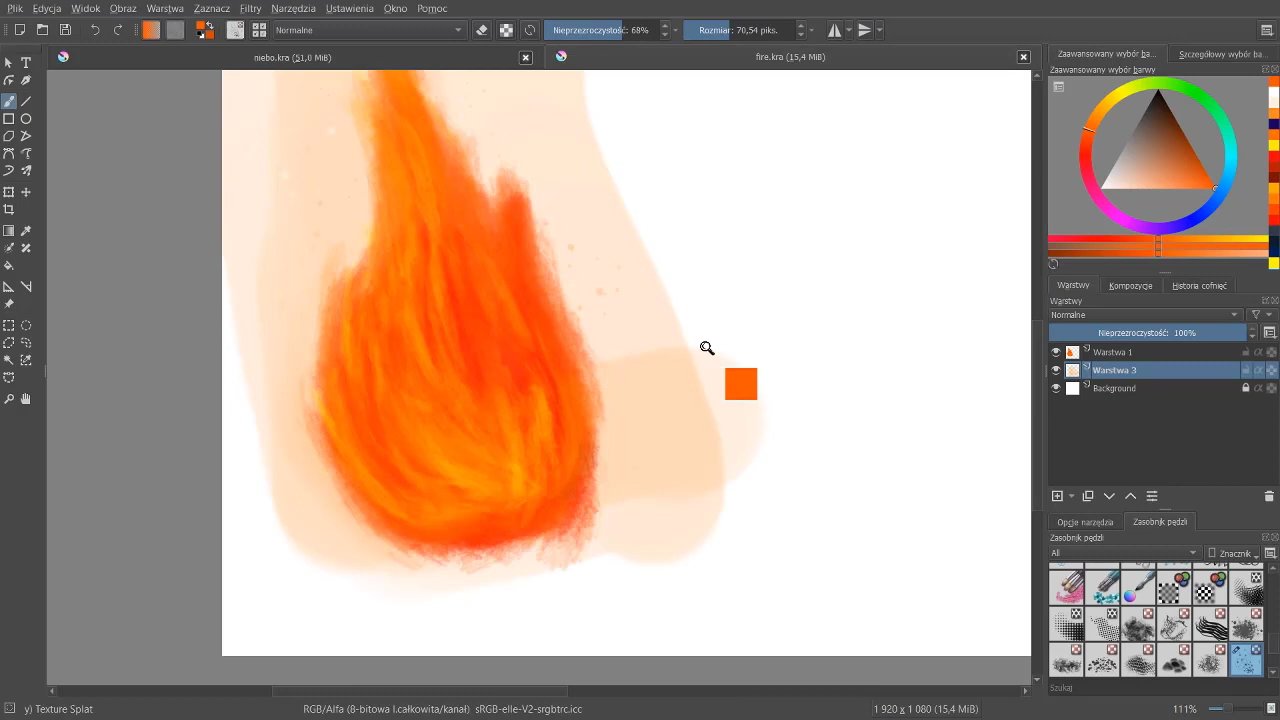 Plik Edycja Widok Obraz Warstwa Zaznacz Filtry Narzędzia Ustawienia Okno Pomoc
Normalne
Nieprzezroczystość: 68%
Rozmiar: 70,54 piks.
niebo.kra (51,0 MiB)
fire.kra (15,4 MiB)
Zaawansowany wybór ba...
Szczegółowy wybór ba...
Zaawansowany wybór barwy
Warstwy
Kompozycje
Historia cofnięć
Warstwy
Normalne
Nieprzezroczystość: 100%
Warstwa 1
Warstwa 3
Background
Opcje narzędzia
Zasobnik pędzli
Zasobnik pędzli
All
Znacznik
Szukaj
y) Texture Splat
RGB/Alfa (8-bitowa l.całkowita/kanał) sRGB-elle-V2-srgbtrc.icc
1 920 x 1 080 (15,4 MiB)
111%